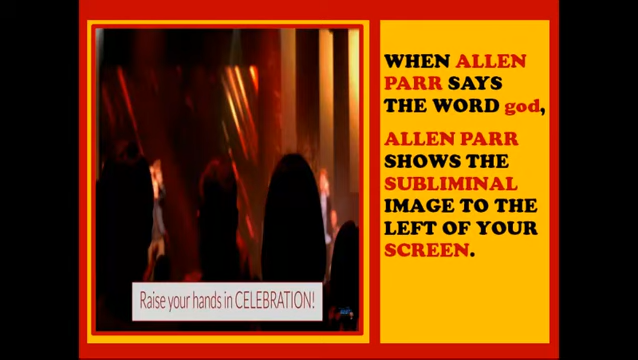 WHEN ALLEN
PARR SAYS
THE WORD god,
ALLEN PARR
SHOWS THE
SUBLIMINAL
IMAGE TO THE
LEFT OF YOUR
SCREEN.
Raise your hands in CELEBRATION!